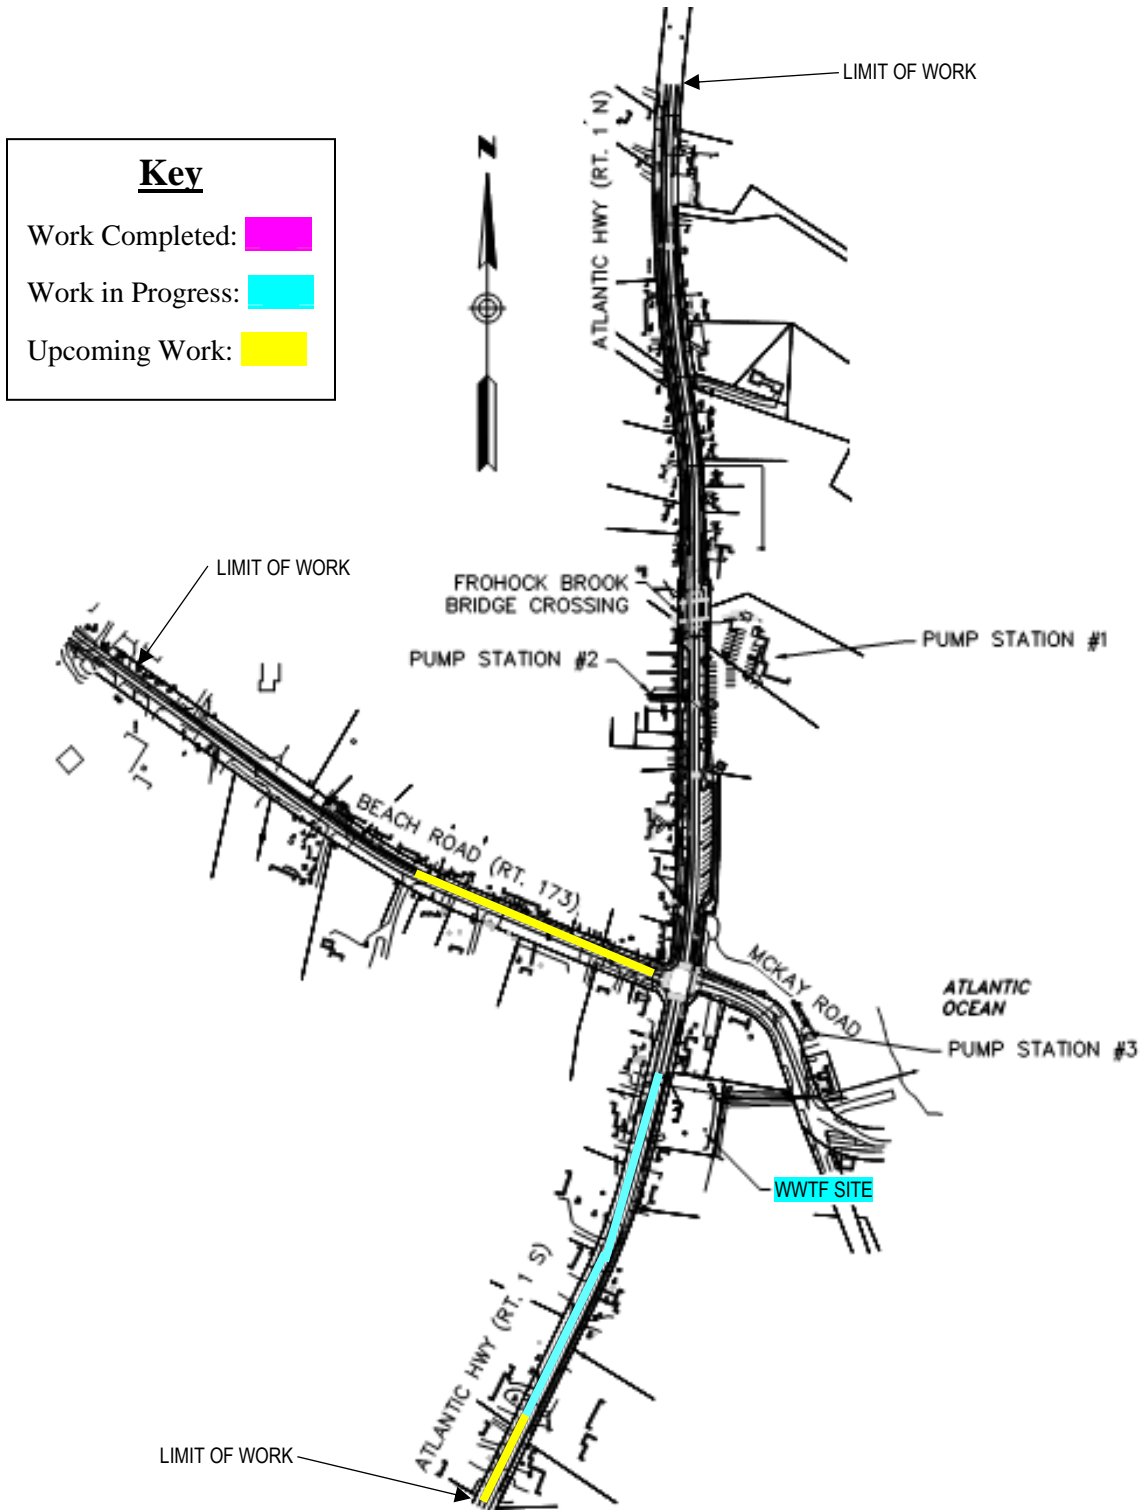 LIMIT OF WORK
ATLANTIC HWY (RT. 1 N)
N
Key
Work Completed:
Work in Progress:
Upcoming Work:
LIMIT OF WORK
FROHOCK BROOK
BRIDGE CROSSING
PUMP STATION #1
PUMP STATION #2
BEACH ROAD (RT. 173)
MCKAY ROAD
ATLANTIC
OCEAN
PUMP STATION #3
WWTF SITE
ATLANTIC HWY (RT. 1 S)
LIMIT OF WORK